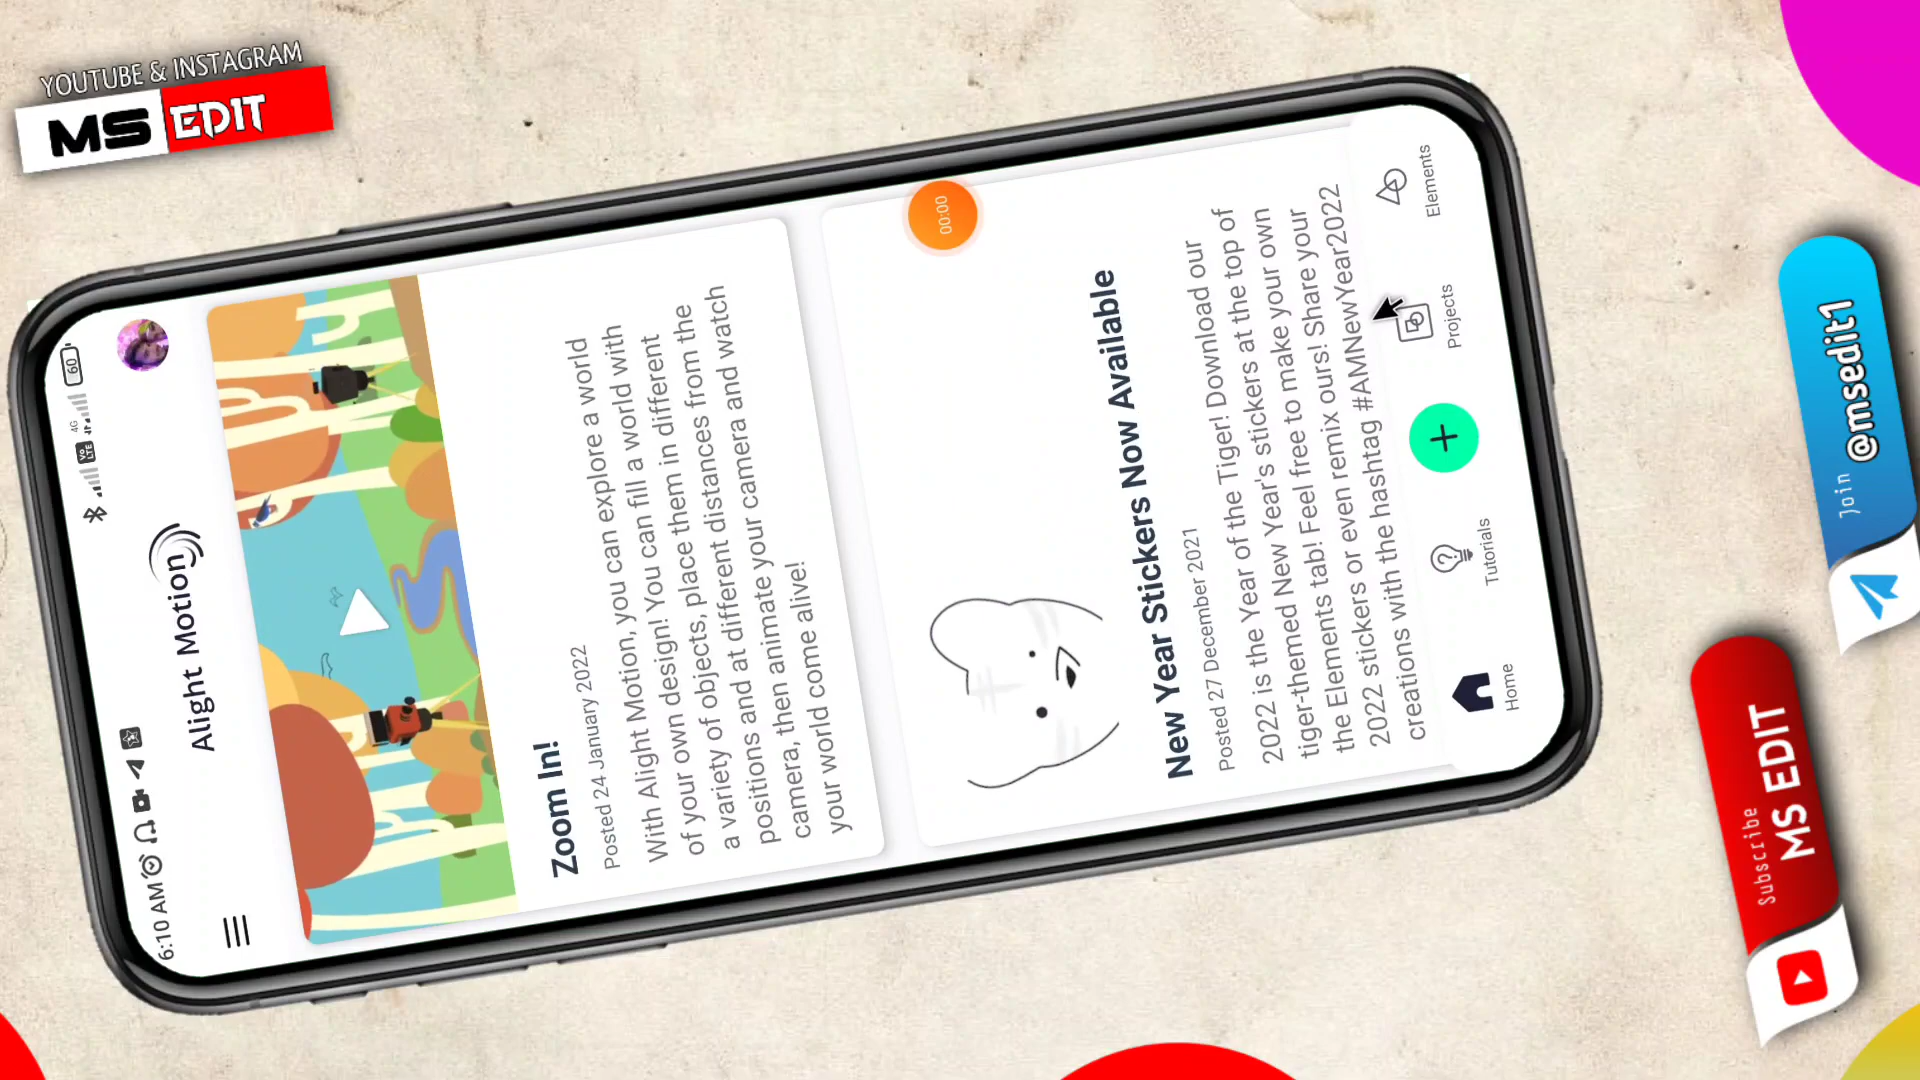 YOUTUBE & INSTAGRAM
MS EDIT
6:10 AM
4G
Vo LTE
60
Alight Motion
Zoom In!
Posted 24 January 2022
With Alight Motion, you can explore a world
of your own design! You can fill a world with
a variety of objects, place them in different
positions and at different distances from the
camera, then animate your camera and watch
your world come alive!
00:00
New Year Stickers Now Available
Posted 27 December 2021
2022 is the Year of the Tiger! Download our
tiger-themed New Year's stickers at the top of
the Elements tab! Feel free to make your own
2022 stickers or even remix ours! Share your
creations with the hashtag #AMNewYear2022
Home
Tutorials
Projects
Elements
Join
@msedit1
Subscribe
MS EDIT